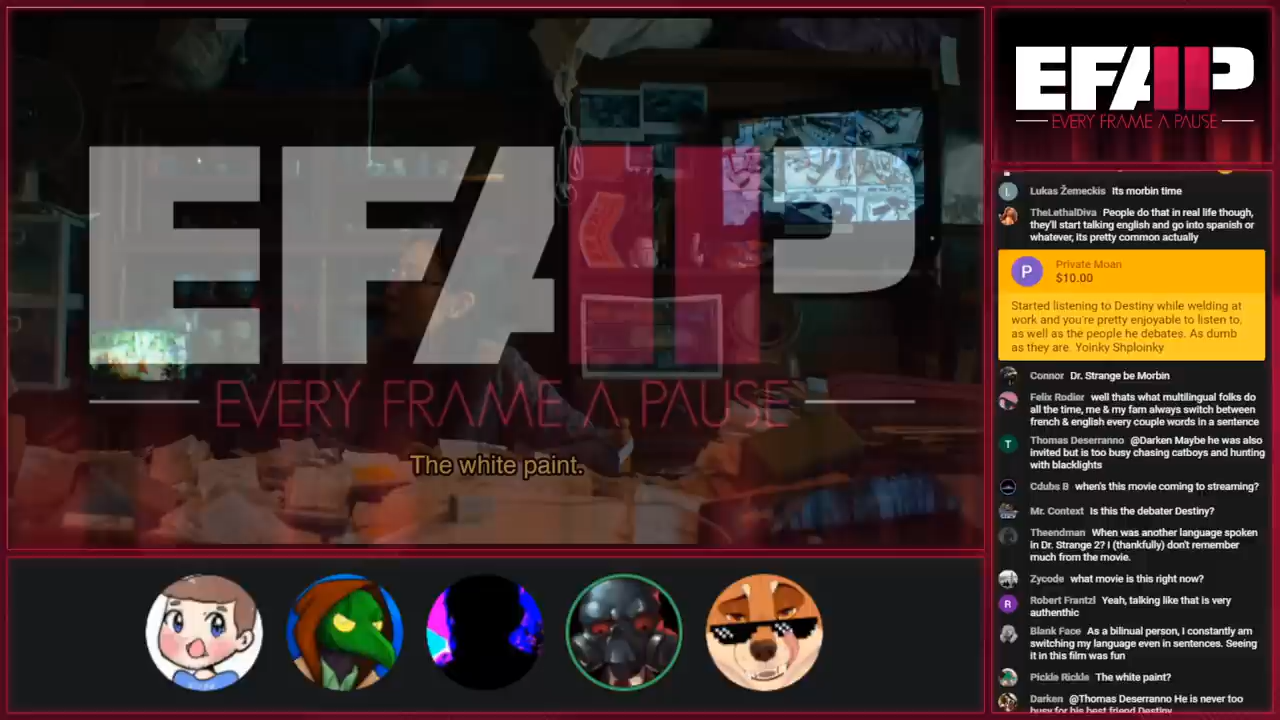 EFAP
EVERY FRAME A PAUSE
The white paint.
EFAP
EVERY FRAME A PAUSE
L
Lukas Žemeckis Its morbin time
TheLethalDiva People do that in real life though,
they'll start talking english and go into spanish or
whatever, its pretty common actually
P
Private Moan
$10.00
Started listening to Destiny while welding at
work and you're pretty enjoyable to listen to,
as well as the people he debates. As dumb
as they are. Yoinky Shploinky
Connor Dr. Strange be Morbin
Felix Rodier well thats what multilingual folks do
all the time, me & my fam always switch between
french & english every couple words in a sentence
T
Thomas Deserranno @Darken Maybe he was also
invited but is too busy chasing catboys and hunting
with blacklights
Cdubs B when's this movie coming to streaming?
Mr. Context Is this the debater Destiny?
Theendman When was another language spoken
in Dr. Strange 2? I (thankfully) don't remember
much from the movie.
Zycode what movie is this right now?
R
Robert Frantzl Yeah, talking like that is very
authenthic
Blank Face As a bilinual person, I constantly am
switching my language even in sentences. Seeing
it in this film was fun
Pickle Rickle The white paint?
Darken @Thomas Deserranno He is never too
busy for his best friend Destiny